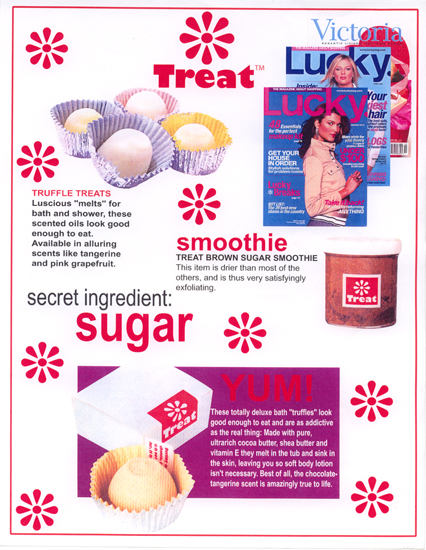 Victoria
Treat™
Lucky
Lucky
THE MAGAZINE ABOUT SHOPPING
GET YOUR
HOUSE
IN ORDER
TRUFFLE TREATS
Luscious "melts" for
bath and shower, these
scented oils look good
enough to eat.
Available in alluring
scents like tangerine
and pink grapefruit.
smoothie
TREAT BROWN SUGAR SMOOTHIE
This item is drier than most of the
others, and is thus very satisfyingly
exfoliating.
Treat
secret ingredient:
sugar
Treat
YUM!
These totally deluxe bath "truffles" look
good enough to eat and are as addictive
as the real thing: Made with pure,
ultrarich cocoa butter, shea butter and
vitamin E they melt in the tub and sink in
the skin, leaving you so soft body lotion
isn't necessary. Best of all, the chocolate-
tangerine scent is amazingly true to life.